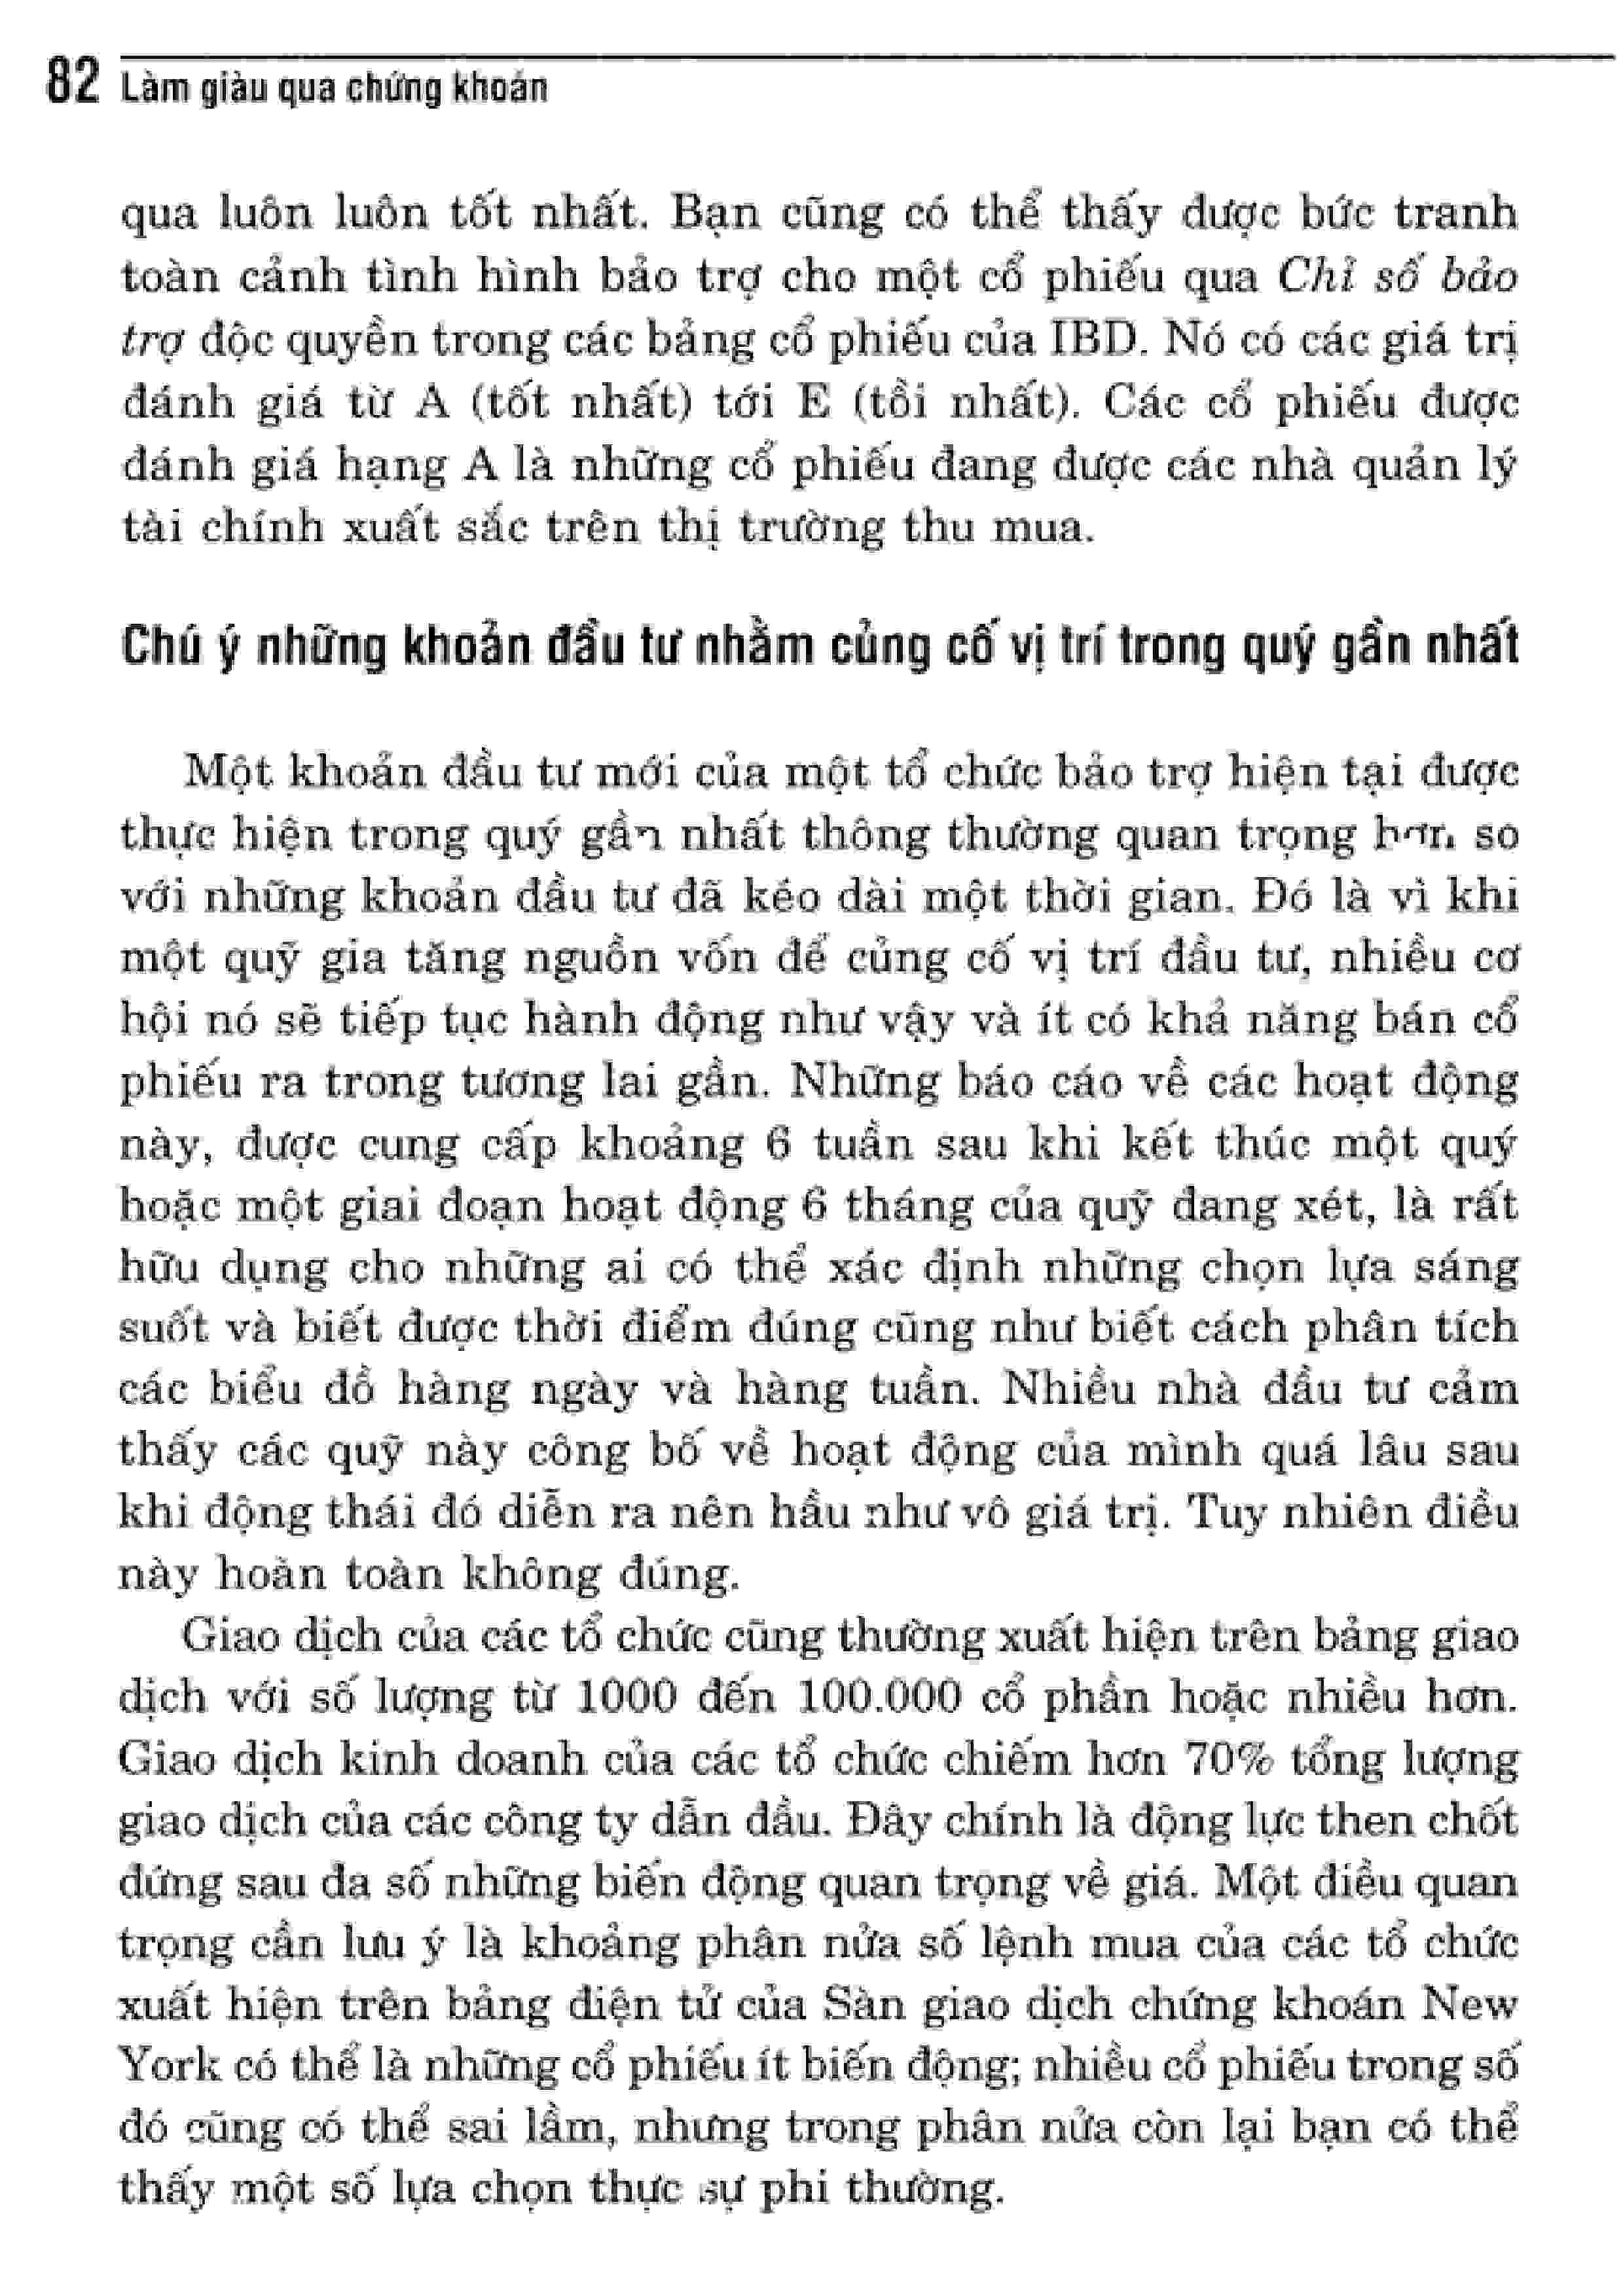 82 Làm giàu qua chứng khoán
qua luôn luôn tốt nhất. Bạn cũng có thể thấy được bức tranh
toàn cảnh tình hình bảo trợ cho một cổ phiếu qua Chỉ số bảo
trợ độc quyền trong các bảng cổ phiếu của IBD. Nó có các giá trị
đánh giá từ A (tốt nhất) tới E (tồi nhất). Các cổ phiếu được
đánh giá hạng A là những cổ phiếu đang được các nhà quản lý
tài chính xuất sắc trên thị trường thu mua.
Chú ý những khoản đầu tư nhằm củng cố vị trí trong quý gần nhất
Một khoản đầu tư mới của một tổ chức bảo trợ hiện tại được
thực hiện trong quý gần nhất thông thường quan trọng hơn so
với những khoản đầu tư đã kéo dài một thời gian. Đó là vì khi
một quỹ gia tăng nguồn vốn để củng cố vị trí đầu tư, nhiều cơ
hội nó sẽ tiếp tục hành động như vậy và ít có khả năng bán cổ
phiếu ra trong tương lai gần. Những báo cáo về các hoạt động
này, được cung cấp khoảng 6 tuần sau khi kết thúc một quý
hoặc một giai đoạn hoạt động 6 tháng của quỹ đang xét, là rất
hữu dụng cho những ai có thể xác định những chọn lựa sáng
suốt và biết được thời điểm đúng cũng như biết cách phân tích
các biểu đồ hàng ngày và hàng tuần. Nhiều nhà đầu tư cảm
thấy các quỹ này công bố về hoạt động của mình quá lâu sau
khi động thái đó diễn ra nên hầu như vô giá trị. Tuy nhiên điều
này hoàn toàn không đúng.
Giao dịch của các tổ chức cũng thường xuất hiện trên bảng giao
dịch với số lượng từ 1000 đến 100.000 cổ phần hoặc nhiều hơn.
Giao dịch kinh doanh của các tổ chức chiếm hơn 70% tổng lượng
giao dịch của các công ty dẫn đầu. Đây chính là động lực then chốt
đứng sau đa số những biến động quan trọng về giá. Một điều quan
trọng cần lưu ý là khoảng phân nửa số lệnh mua của các tổ chức
xuất hiện trên bảng điện tử của Sàn giao dịch chứng khoán New
York có thể là những cổ phiếu ít biến động; nhiều cổ phiếu trong số
đó cũng có thể sai lầm, nhưng trong phân nửa còn lại bạn có thể
thấy một số lựa chọn thực sự phi thường.